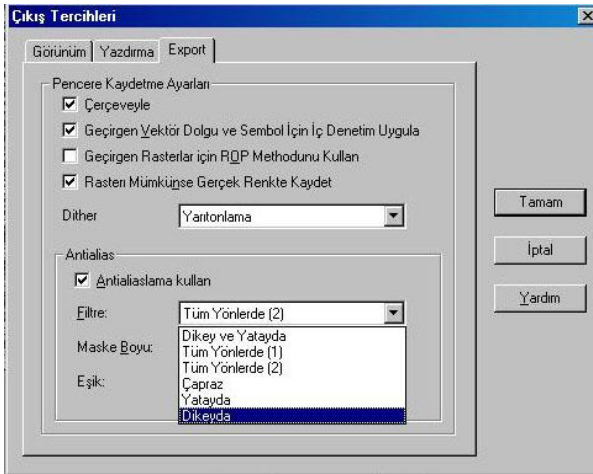 Çıkış Tercihleri
Görünüm Yazdırma Export
Pencere Kaydetme Ayarları
Çerçeveyle
Geçirgen Vektör Dolgu ve Sembol İçin İç Denetim Uygula
Geçirgen Rasterlar için ROP Methodunu Kullan
Rasterı Mümkünse Gerçek Renkte Kaydet
Dither Yarıtonlama
Tamam
Antialias
İptal
Antialiaslama kullan
Filtre: Tüm Yönlerde (2)
Yardım
Dikey ve Yatayda
Maske Boyu: Tüm Yönlerde (1)
Tüm Yönlerde (2)
Eşik: Çapraz
Yatayda
Dikeyda